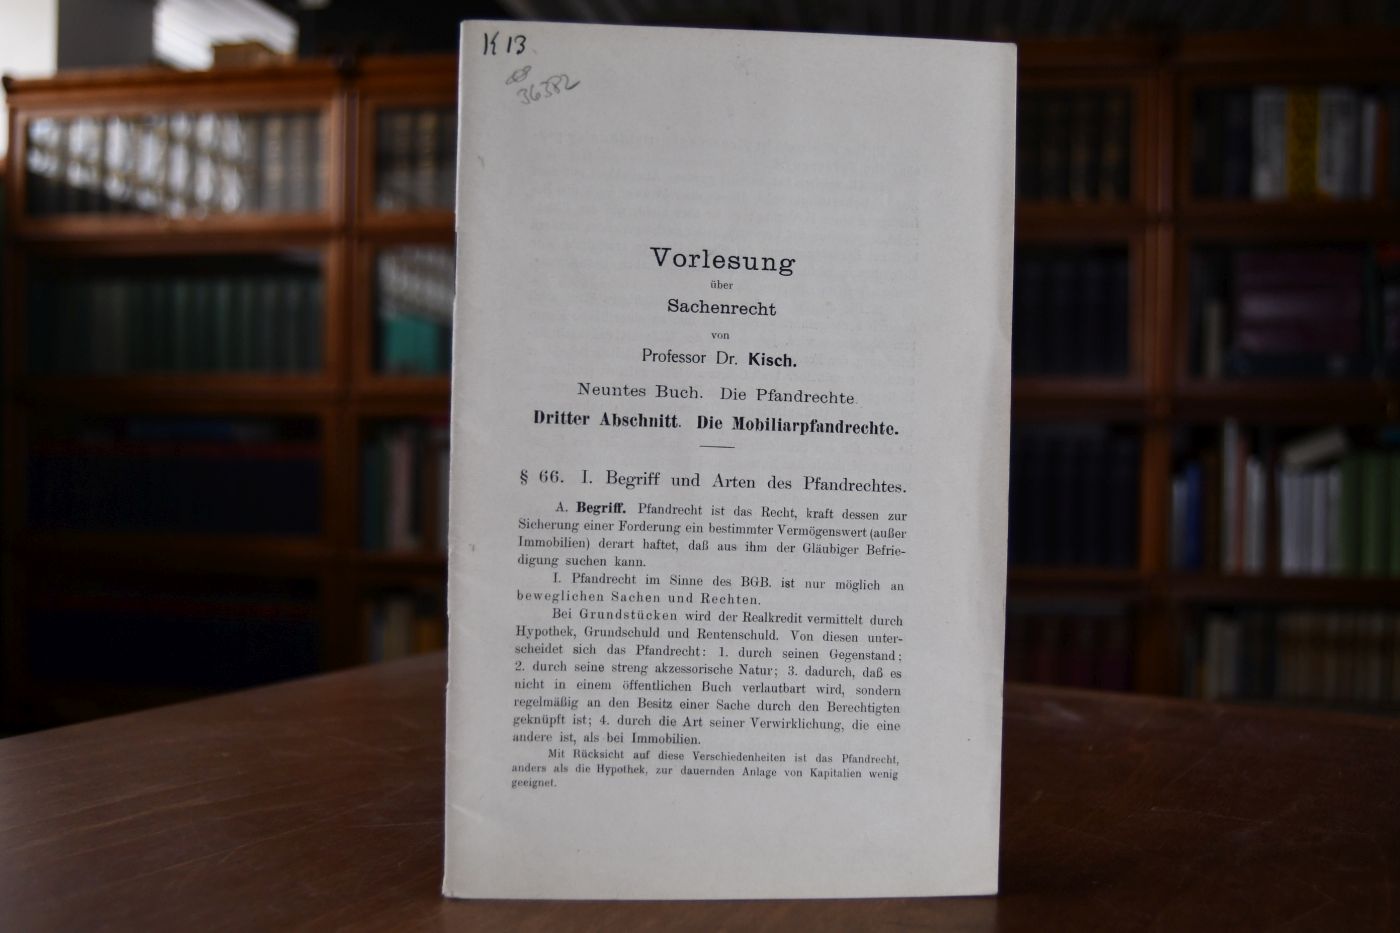 K 13
36382
Vorlesung
über
Sachenrecht
von
Professor Dr. Kisch.
Neuntes Buch. Die Pfandrechte.
Dritter Abschnitt. Die Mobiliarpfandrechte.
§ 66. I. Begriff und Arten des Pfandrechtes.
A. Begriff. Pfandrecht ist das Recht, kraft dessen zur
Sicherung einer Forderung ein bestimmter Vermögenswert (außer
Immobilien) derart haftet, daß aus ihm der Gläubiger Befrie-
digung suchen kann.
I. Pfandrecht im Sinne des BGB. ist nur möglich an
beweglichen Sachen und Rechten.
Bei Grundstücken wird der Realkredit vermittelt durch
Hypothek, Grundschuld und Rentenschuld. Von diesen unter-
scheidet sich das Pfandrecht: 1. durch seinen Gegenstand;
2. durch seine streng akzessorische Natur; 3. dadurch, daß es
nicht in einem öffentlichen Buch verlautbart wird, sondern
regelmäßig an den Besitz einer Sache durch den Berechtigten
geknüpft ist; 4. durch die Art seiner Verwirklichung, die eine
andere ist, als bei Immobilien.
Mit Rücksicht auf diese Verschiedenheiten ist das Pfandrecht,
anders als die Hypothek, zur dauernden Anlage von Kapitalien wenig
geeignet.